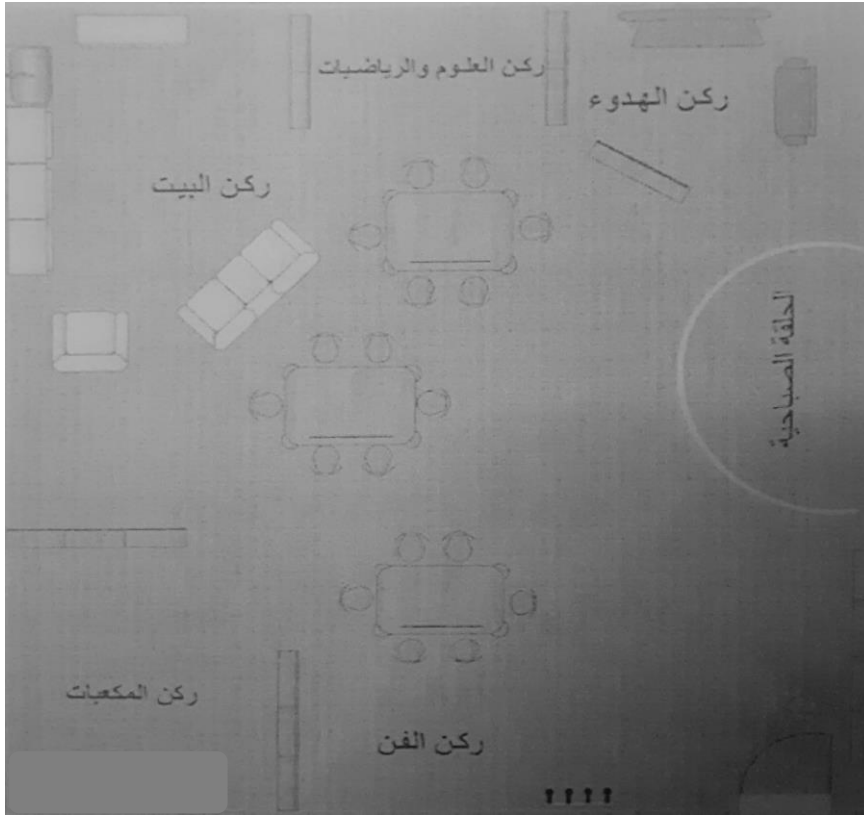 ركن العلوم والرياضيات
ركن الهدوء
ركن البيت
الحلقة الصباحية
ركن المكعبات
ركن الفن